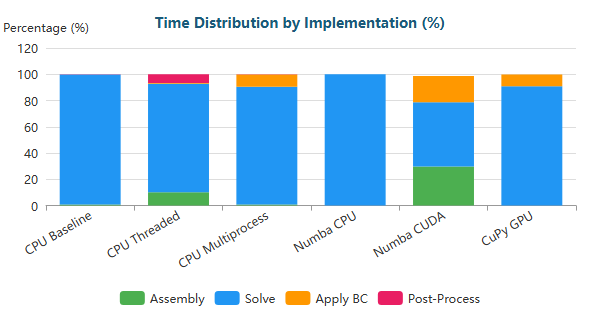 Time Distribution by Implementation (%)
Percentage (%)
120
100
80
60
40
20
0
CPU Baseline
CPU Threaded
CPU Multiprocess
Numba CPU
Numba CUDA
CuPy GPU
Assembly Solve Apply BC Post-Process